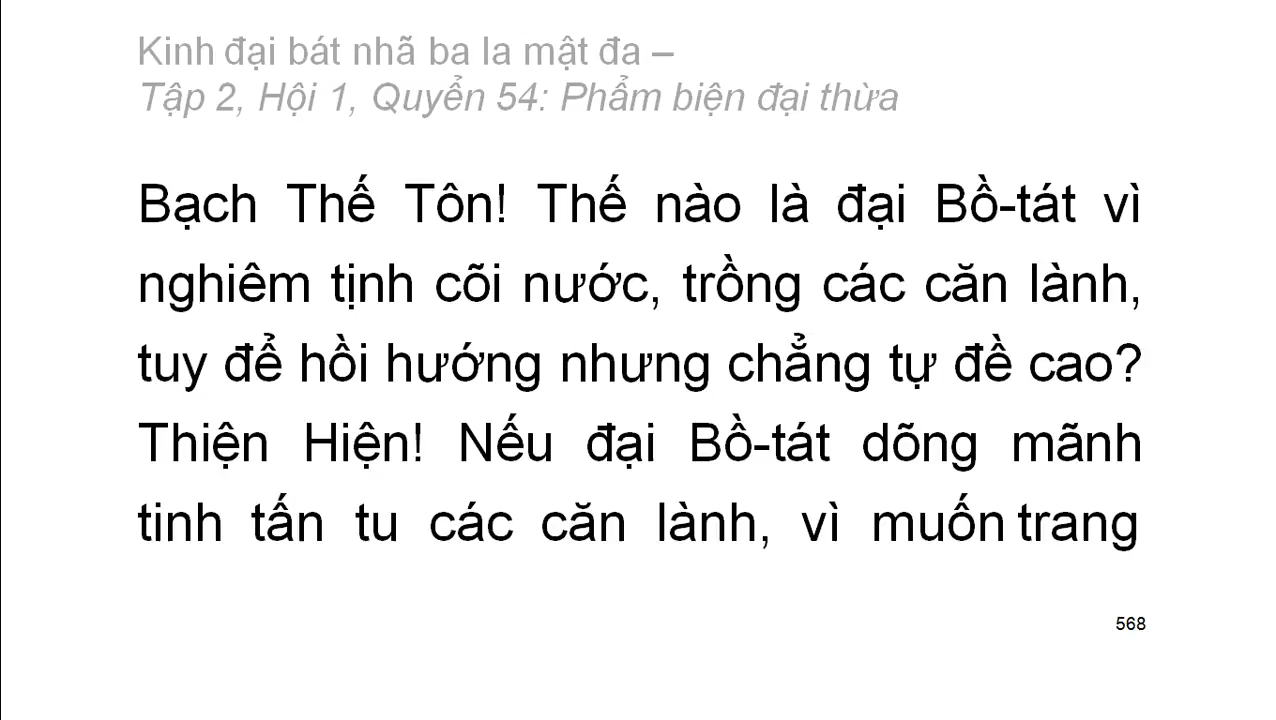 Kinh đại bát nhã ba la mật đa –
Tập 2, Hội 1, Quyển 54: Phẩm biện đại thừa
Bạch Thế Tôn! Thế nào là đại Bồ-tát vì
nghiêm tịnh cõi nước, trồng các căn lành,
tuy để hồi hướng nhưng chẳng tự đề cao?
Thiện Hiện! Nếu đại Bồ-tát dõng mãnh
tinh tấn tu các căn lành, vì muốn trang
568